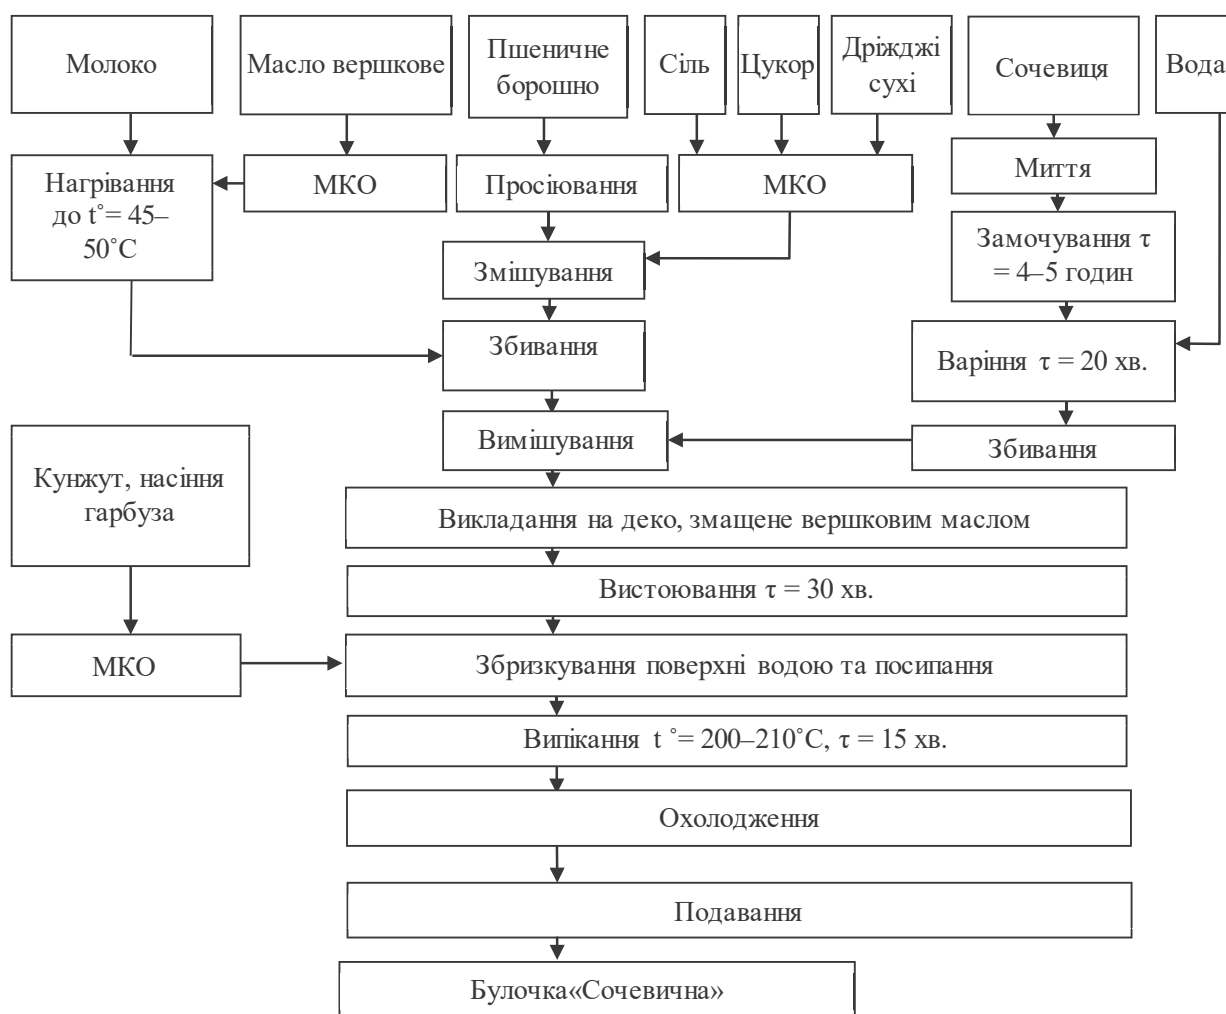 Молоко
Масло вершкове
Пшеничне
борошно
Сіль
Цукор
Дріжджі
сухі
Сочевиця
Вода
Нагрівання
до t˚= 45–
50˚С
МКО
Просіювання
МКО
Миття
Змішування
Замочування τ
= 4–5 годин
Збивання
Варіння τ = 20 хв.
Вимішування
Збивання
Кунжут, насіння
гарбуза
Викладання на деко, змащене вершковим маслом
Вистоювання τ = 30 хв.
МКО
Збризкування поверхні водою та посипання
Випікання t ˚= 200–210˚С, τ = 15 хв.
Охолодження
Подавання
Булочка«Сочевична»